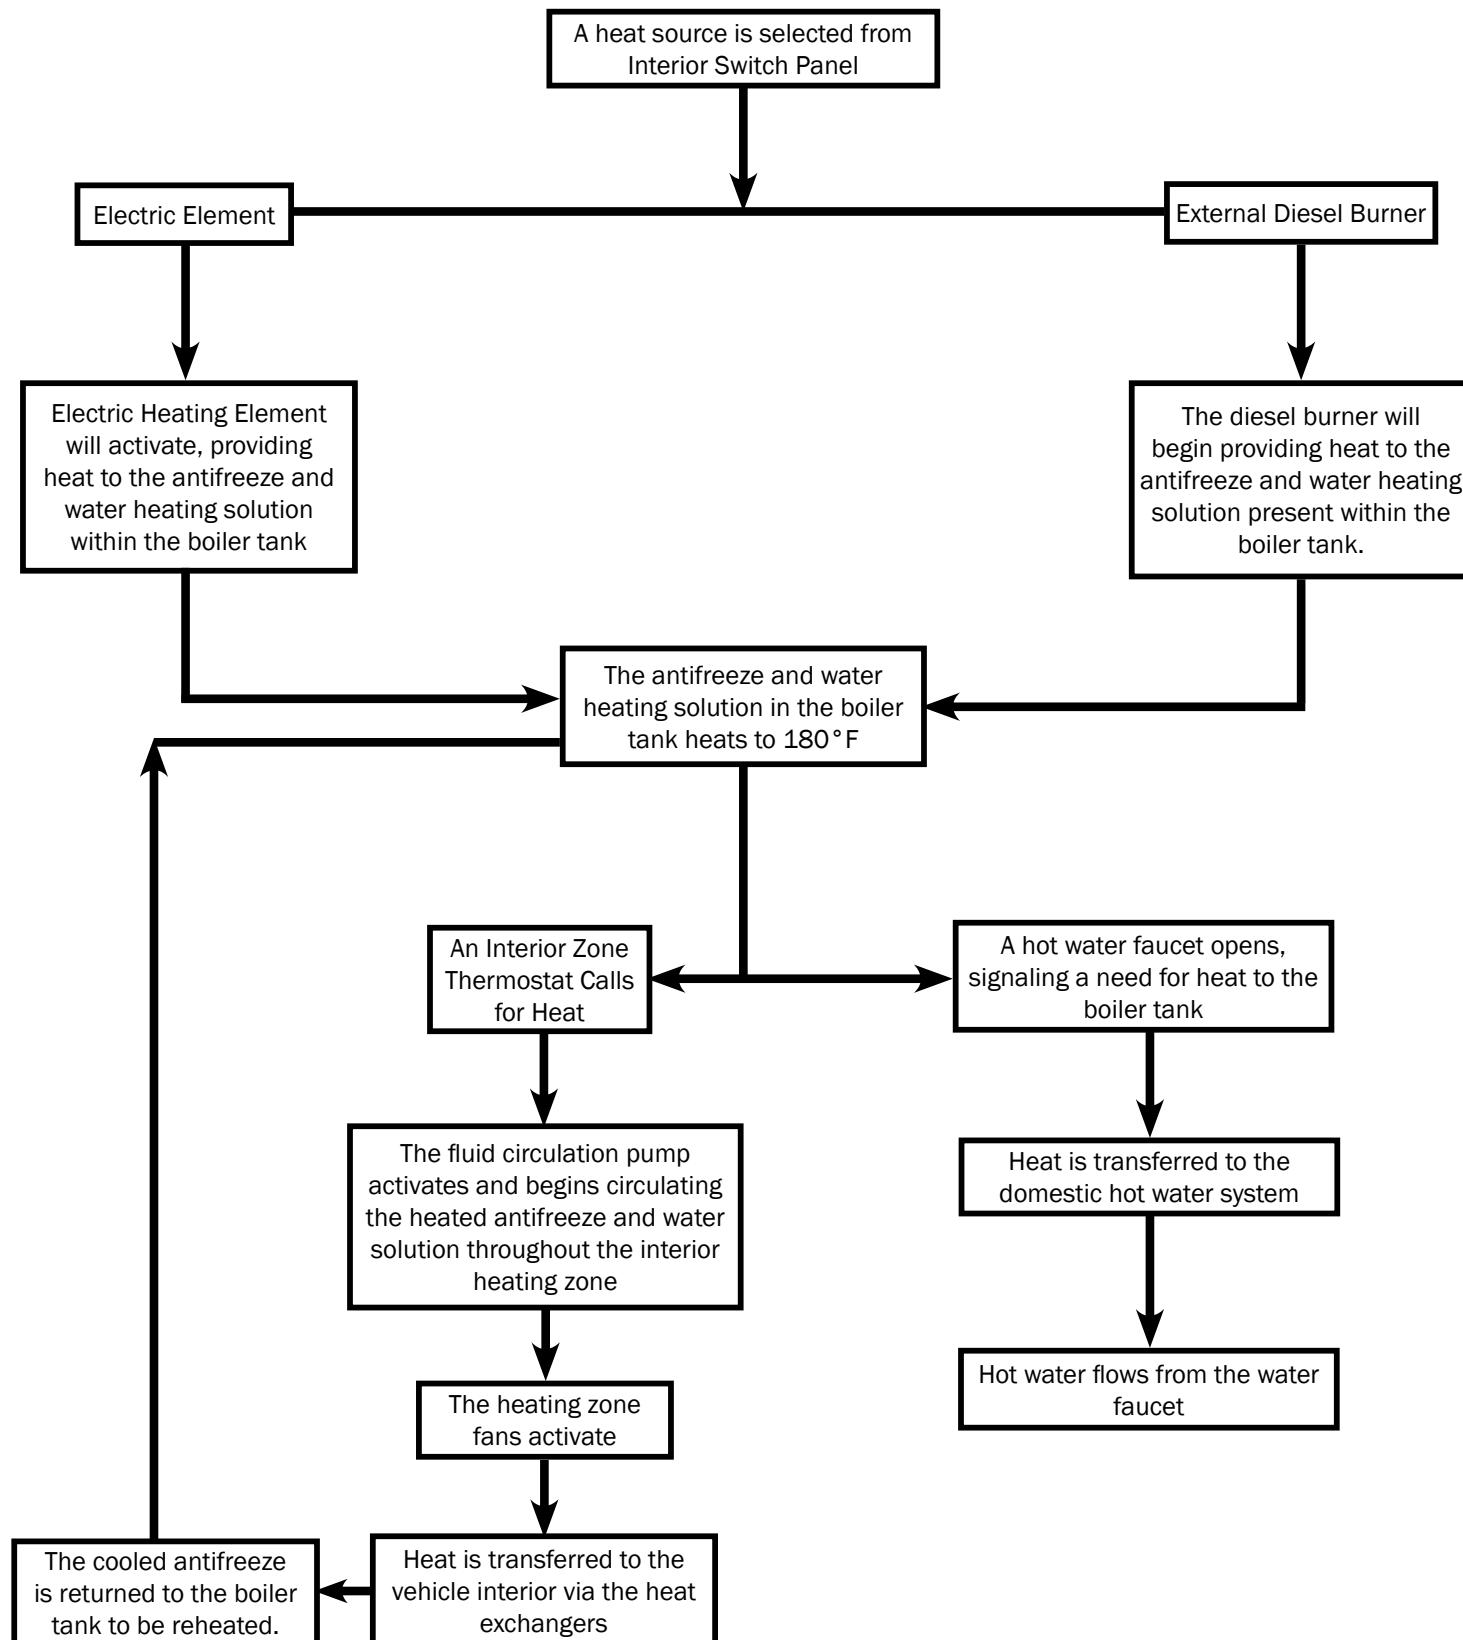 A heat source is selected from
Interior Switch Panel
Electric Element
External Diesel Burner
Electric Heating Element
will activate, providing
heat to the antifreeze and
water heating solution
within the boiler tank
The diesel burner will
begin providing heat to the
antifreeze and water heating
solution present within the
boiler tank.
The antifreeze and water
heating solution in the boiler
tank heats to 180°F
An Interior Zone
Thermostat Calls
for Heat
A hot water faucet opens,
signaling a need for heat to the
boiler tank
The fluid circulation pump
activates and begins circulating
the heated antifreeze and water
solution throughout the interior
heating zone
Heat is transferred to the
domestic hot water system
The heating zone
fans activate
Hot water flows from the water
faucet
Heat is transferred to the
vehicle interior via the heat
exchangers
The cooled antifreeze
is returned to the boiler
tank to be reheated.